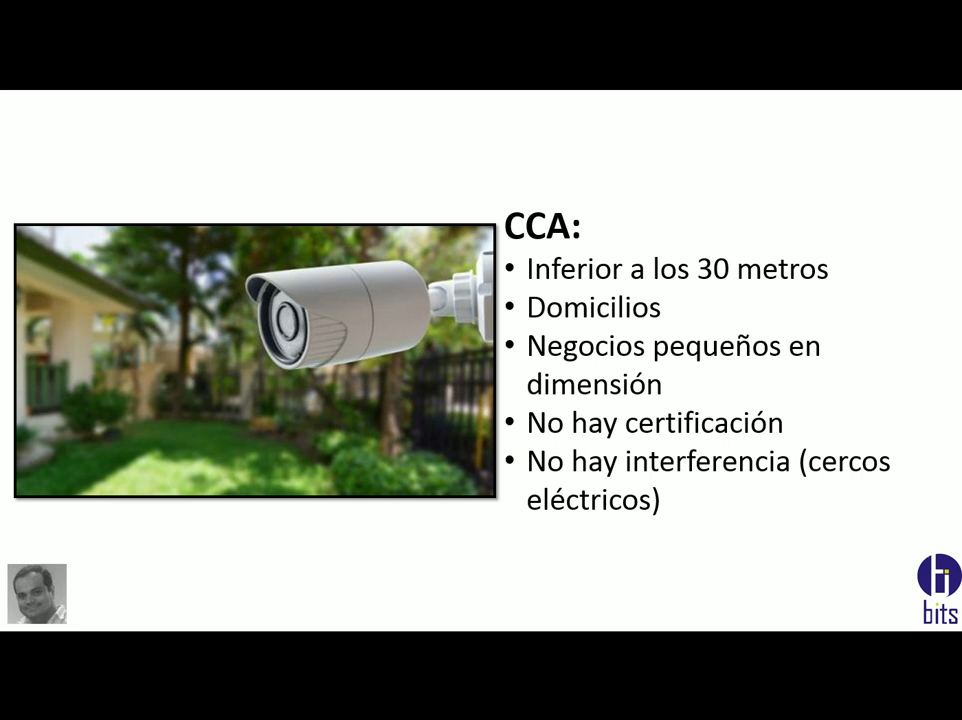 CCA:
• Inferior a los 30 metros
• Domicilios
• Negocios pequeños en
dimensión
• No hay certificación
• No hay interferencia (cercos
eléctricos)
bits